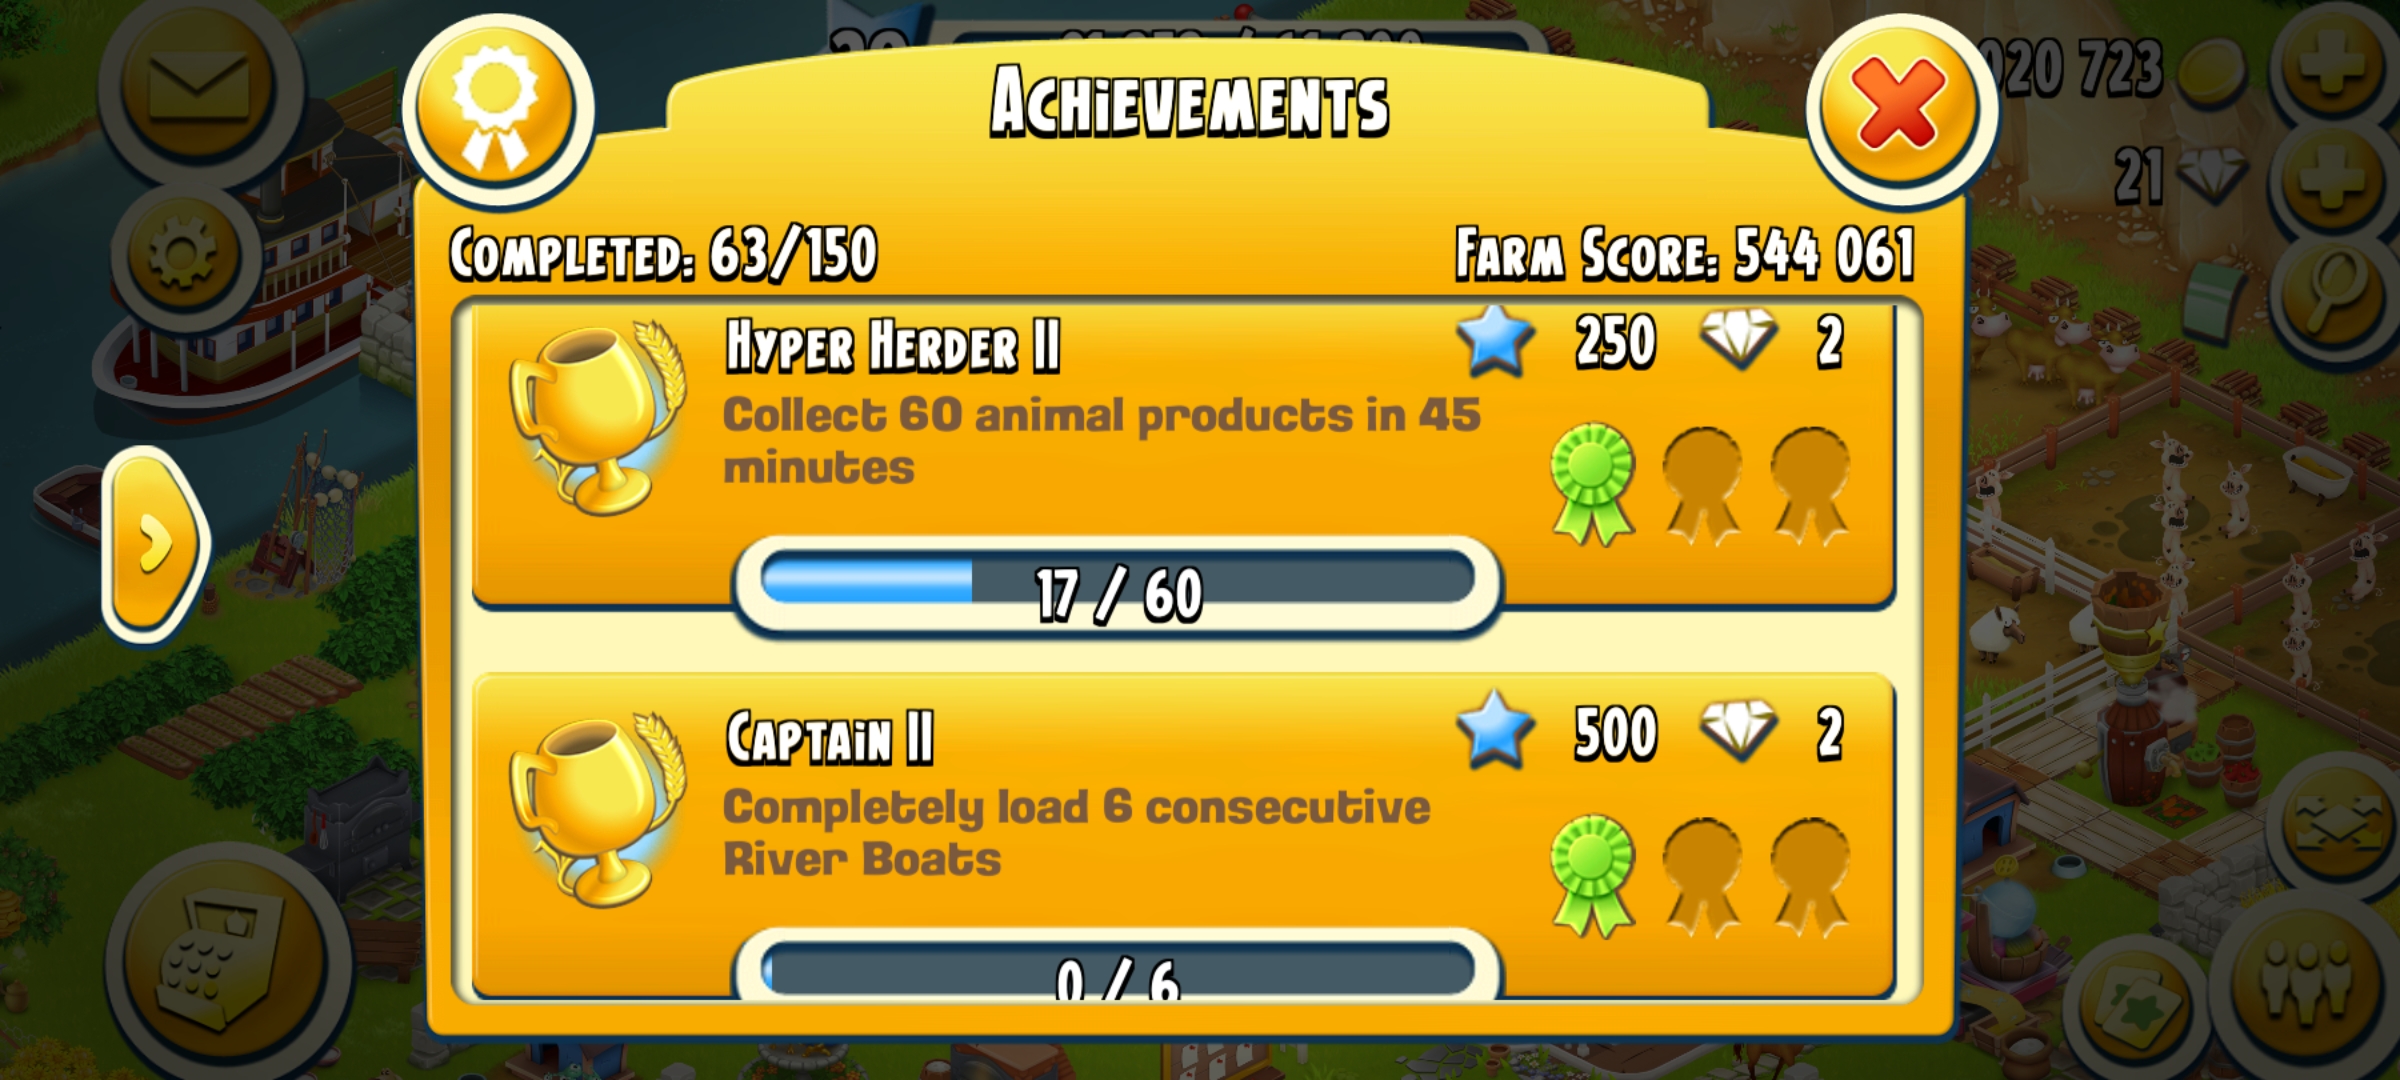 Achievements
020 723
21
Completed: 63/150
Farm Score: 544 061
Hyper Herder II
250
2
Collect 60 animal products in 45
minutes
17 / 60
Captain II
500
2
Completely load 6 consecutive
River Boats
0 / 6